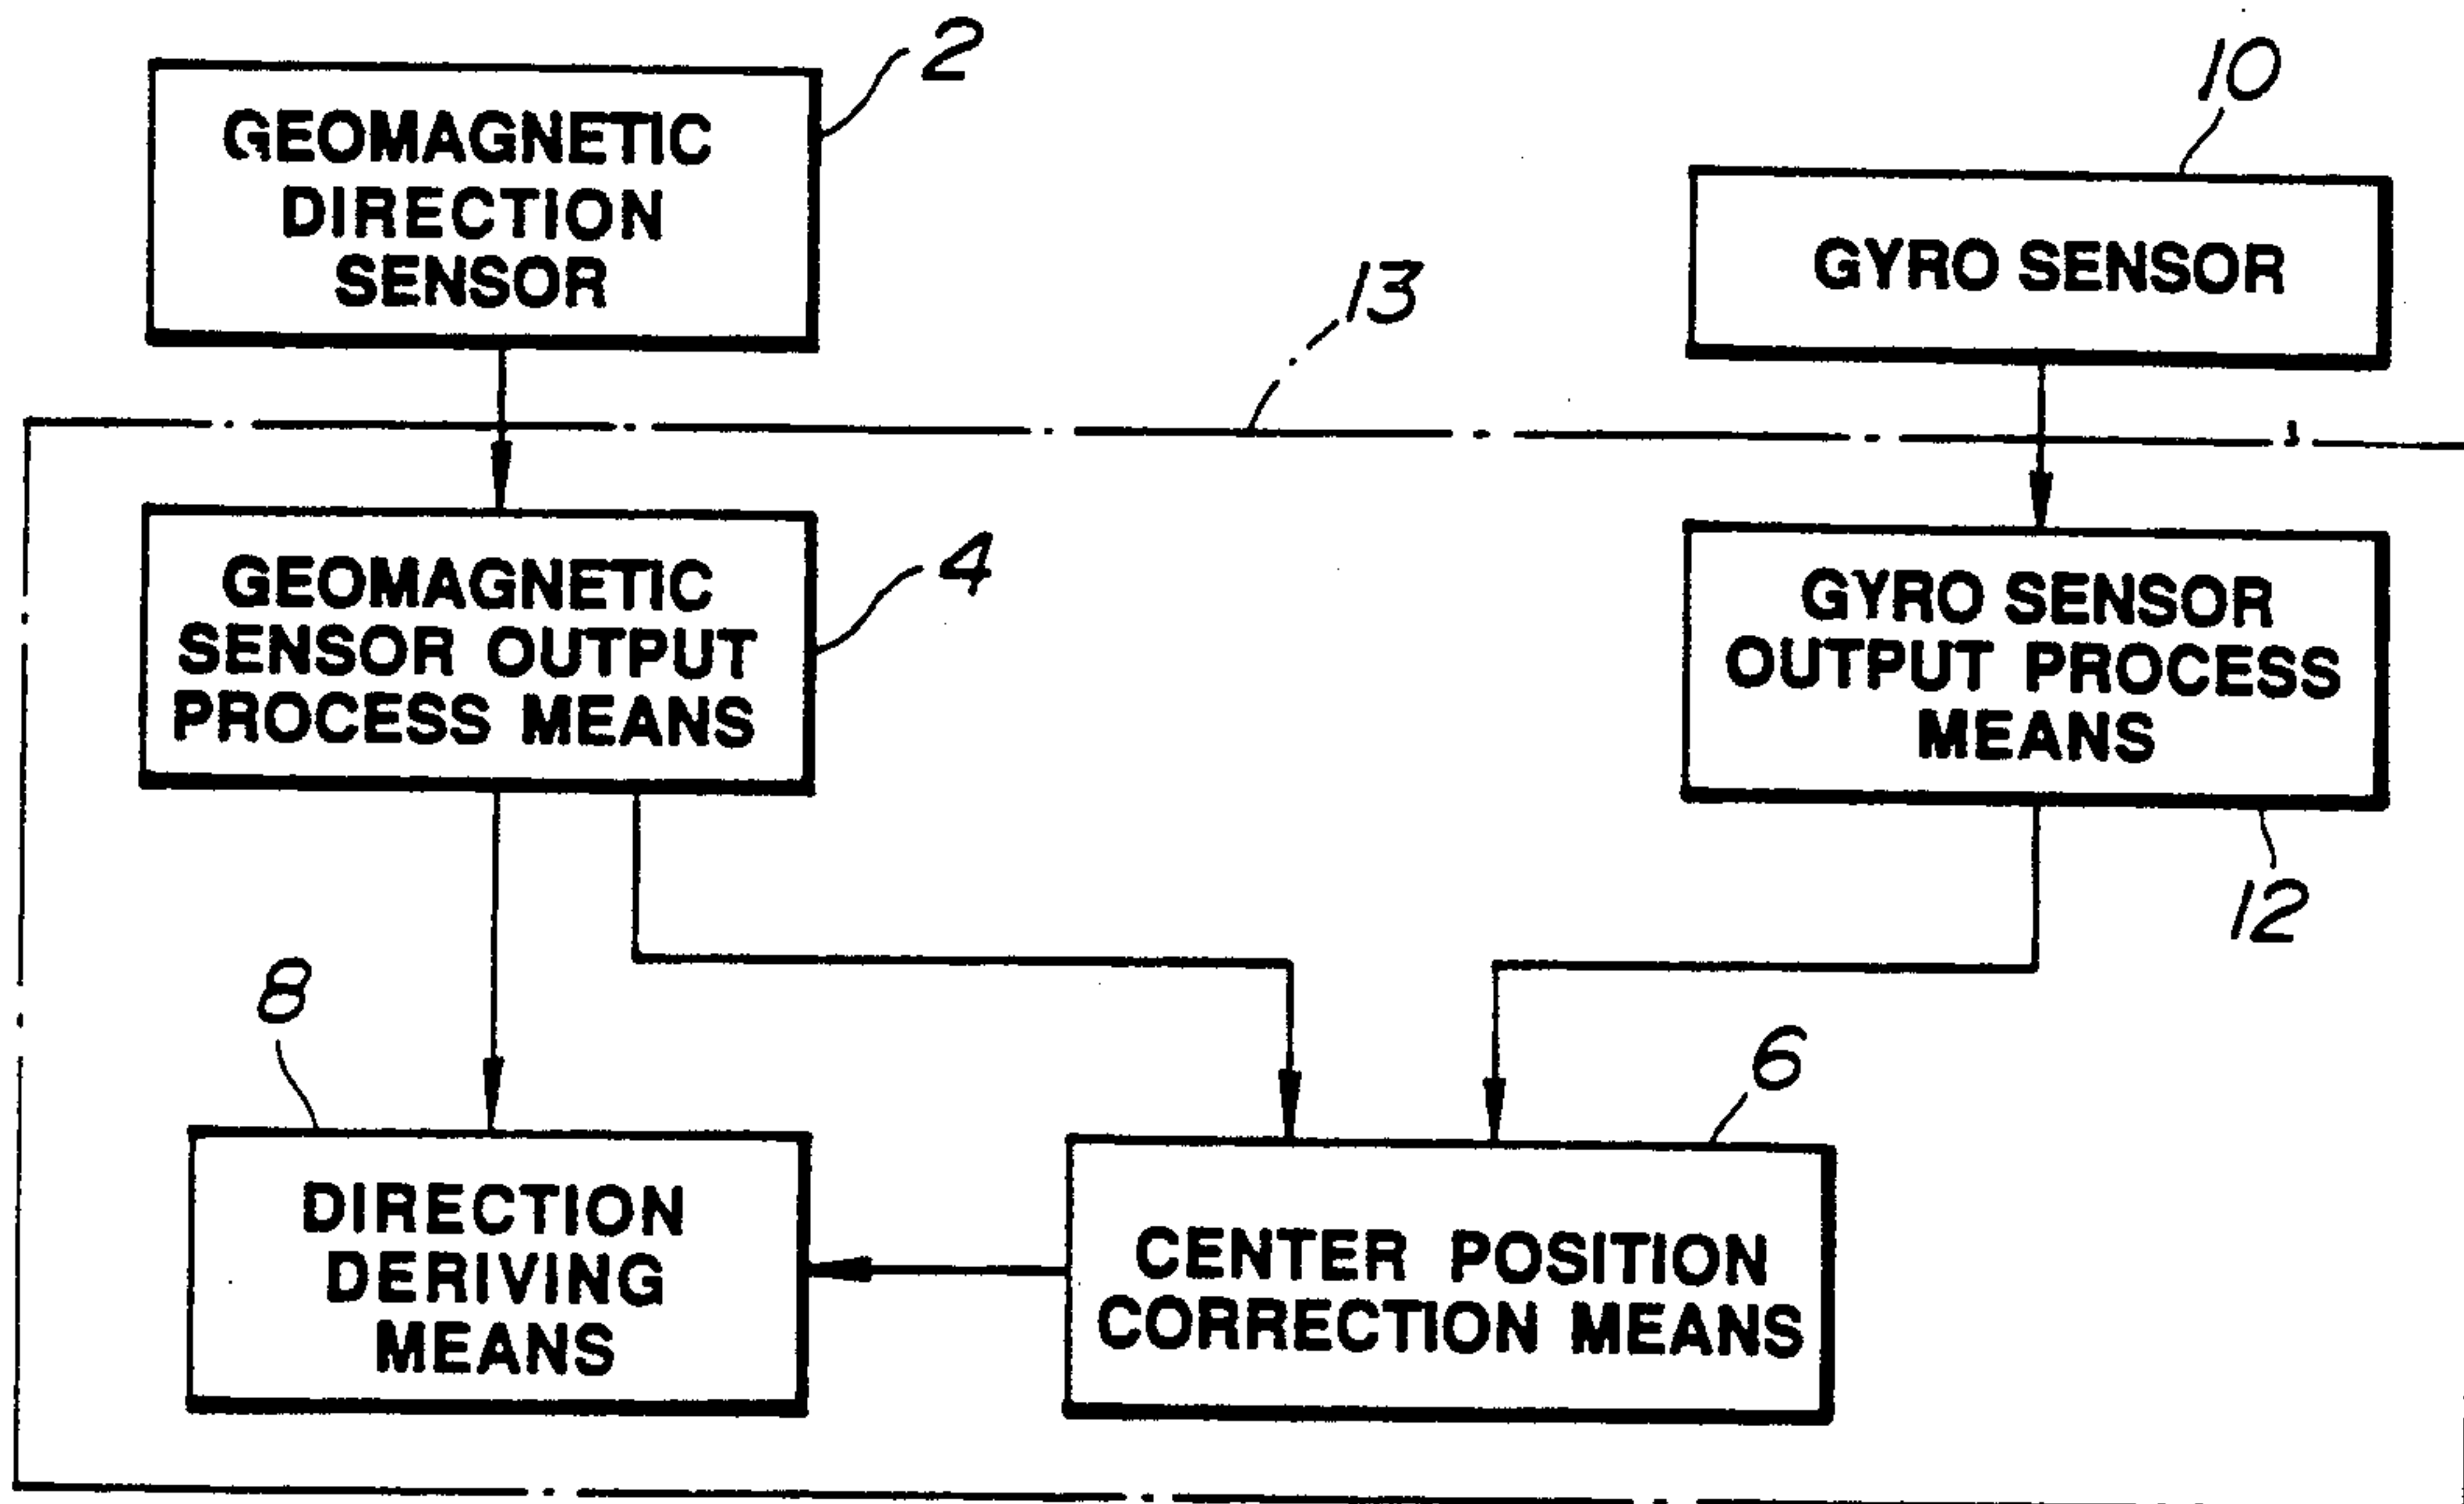 2
GEOMAGNETIC
DIRECTION
SENSOR
10
GYRO SENSOR
13
GEOMAGNETIC
SENSOR OUTPUT
PROCESS MEANS
4
GYRO SENSOR
OUTPUT PROCESS
MEANS
12
8
DIRECTION
DERIVING
MEANS
6
CENTER POSITION
CORRECTION MEANS